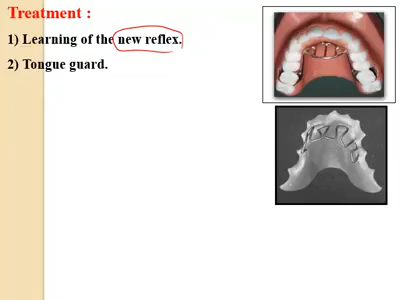 Treatment :
1) Learning of the new reflex.
2) Tongue guard.